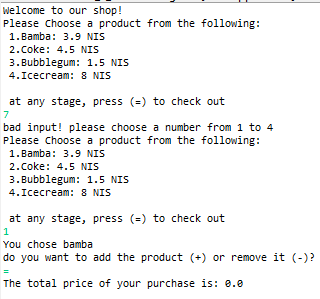 Welcome to our shop!
Please Choose a product from the following:
1.Bamba: 3.9 NIS
2.Coke: 4.5 NIS
3.Bubblegum: 1.5 NIS
4.Icecream: 8 NIS
at any stage, press (=) to check out
7
bad input! please choose a number from 1 to 4
Please Choose a product from the following:
1.Bamba: 3.9 NIS
2.Coke: 4.5 NIS
3.Bubblegum: 1.5 NIS
4.Icecream: 8 NIS
at any stage, press (=) to check out
1
You chose bamba
do you want to add the product (+) or remove it (-)?
=
The total price of your purchase is: 0.0